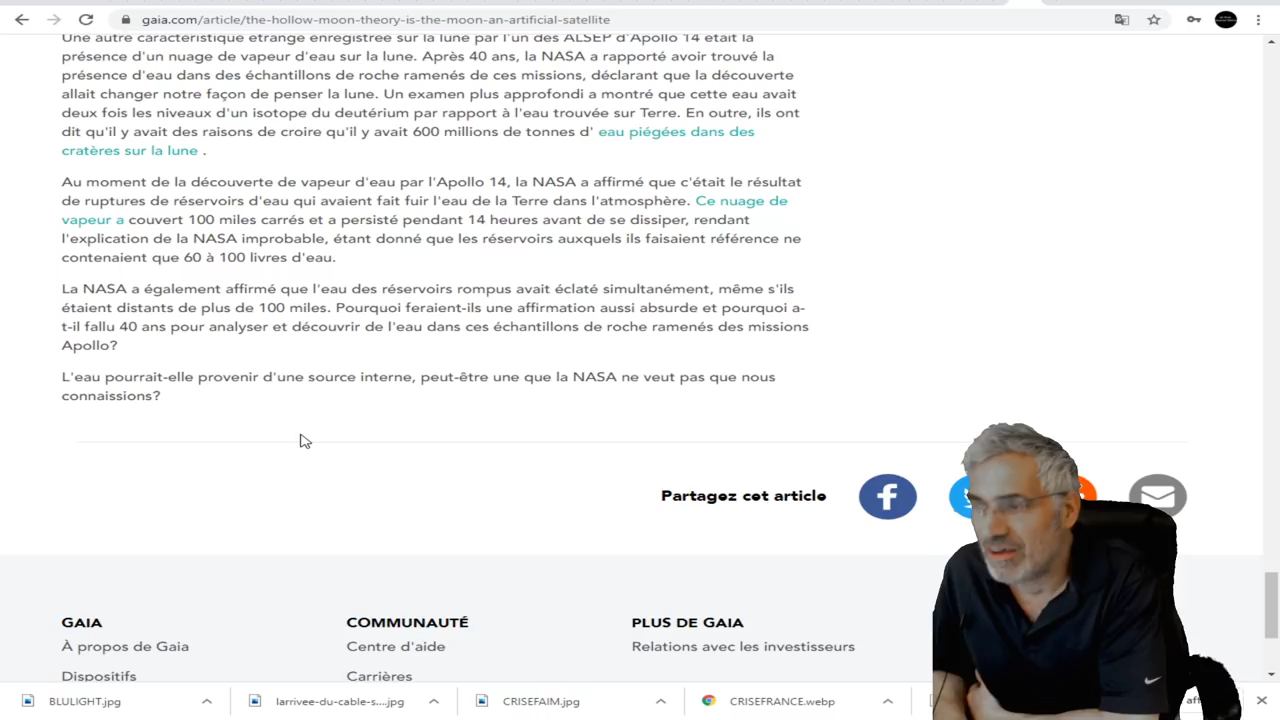 gaia.com/article/the-hollow-moon-theory-is-the-moon-an-artificial-satellite
Une autre caractéristique étrange enregistrée sur la lune par l'un des ALSEP d'Apollo 14 était la
présence d'un nuage de vapeur d'eau sur la lune. Après 40 ans, la NASA a rapporté avoir trouvé la
présence d'eau dans des échantillons de roche ramenés de ces missions, déclarant que la découverte
allait changer notre façon de penser la lune. Un examen plus approfondi a montré que cette eau avait
deux fois les niveaux d'un isotope du deutérium par rapport à l'eau trouvée sur Terre. En outre, ils ont
dit qu'il y avait des raisons de croire qu'il y avait 600 millions de tonnes d' eau piégées dans des
cratères sur la lune .
Au moment de la découverte de vapeur d'eau par l'Apollo 14, la NASA a affirmé que c'était le résultat
de ruptures de réservoirs d'eau qui avaient fait fuir l'eau de la Terre dans l'atmosphère. Ce nuage de
vapeur a couvert 100 miles carrés et a persisté pendant 14 heures avant de se dissiper, rendant
l'explication de la NASA improbable, étant donné que les réservoirs auxquels ils faisaient référence ne
contenaient que 60 à 100 livres d'eau.
La NASA a également affirmé que l'eau des réservoirs rompus avait éclaté simultanément, même s'ils
étaient distants de plus de 100 miles. Pourquoi feraient-ils une affirmation aussi absurde et pourquoi a-
t-il fallu 40 ans pour analyser et découvrir de l'eau dans ces échantillons de roche ramenés des missions
Apollo?
L'eau pourrait-elle provenir d'une source interne, peut-être une que la NASA ne veut pas que nous
connaissions?
Partagez cet article
GAIA COMMUNAUTÉ PLUS DE GAIA
À propos de Gaia Centre d'aide Relations avec les investisseurs
Dispositifs Carrières
BLULIGHT.jpg larrivee-du-cable-s....jpg CRISEFAIM.jpg CRISEFRANCE.webp